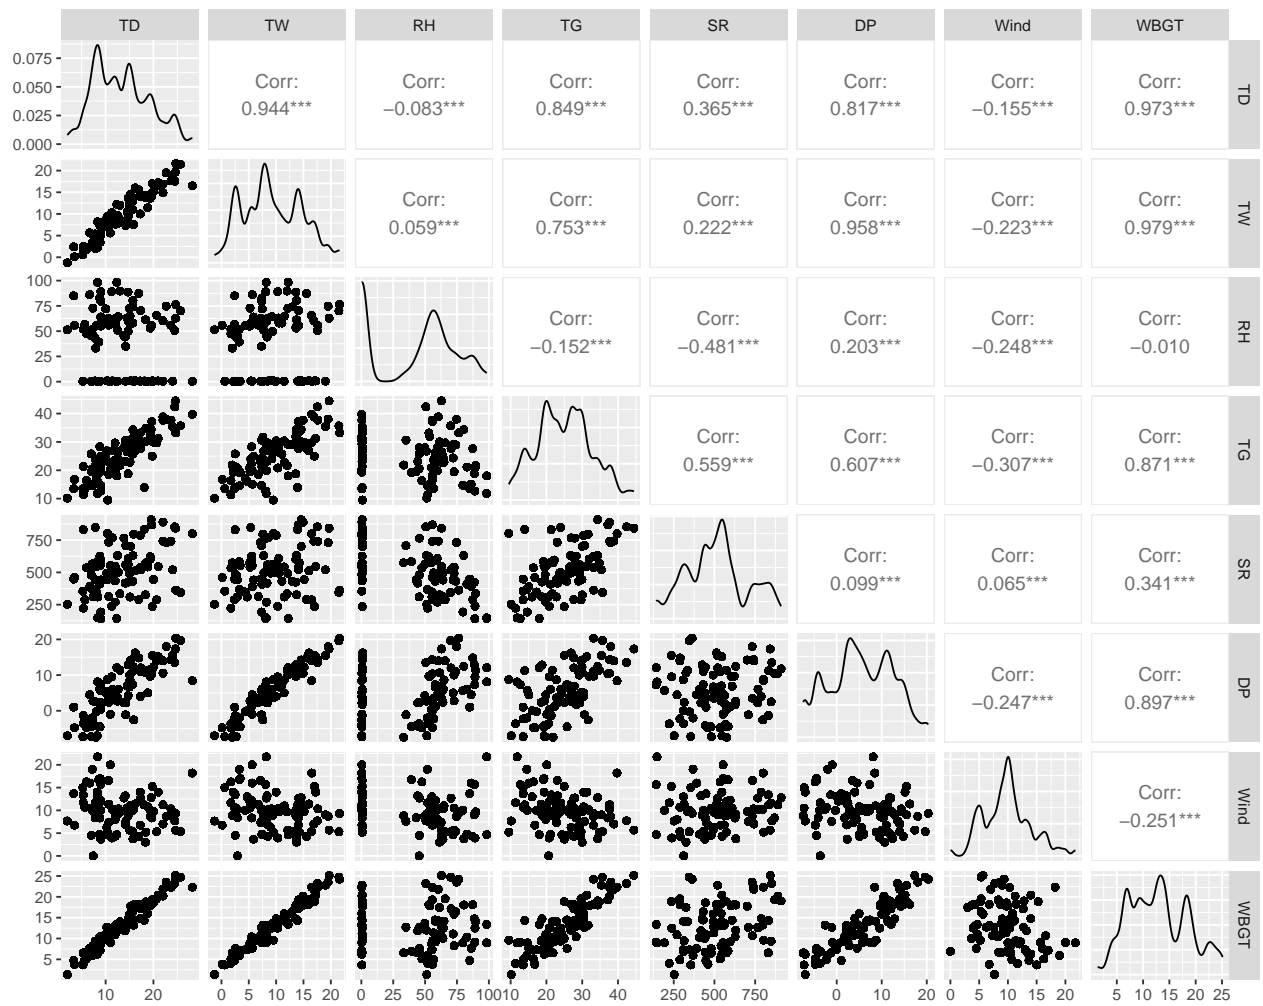 TD TW RH TG SR DP Wind WBGT
0.075
0.050
0.025
0.000
Corr: Corr: Corr: Corr: Corr: Corr: Corr:
0.944*** −0.083*** 0.849*** 0.365*** 0.817*** −0.155*** 0.973***
TD
20
15
10
5
0
Corr: Corr: Corr: Corr: Corr: Corr:
0.059*** 0.753*** 0.222*** 0.958*** −0.223*** 0.979***
TW
100
75
50
25
0
Corr: Corr: Corr: Corr: Corr:
−0.152*** −0.481*** 0.203*** −0.248*** −0.010
RH
40
30
20
10
Corr: Corr: Corr: Corr:
0.559*** 0.607*** −0.307*** 0.871***
TG
750
500
250
Corr: Corr: Corr:
0.099*** 0.065*** 0.341***
SR
20
10
0
Corr: Corr:
−0.247*** 0.897***
DP
20
15
10
5
0
Corr:
−0.251***
Wind
25
20
15
10
5
WBGT
10 20 0 5 10 15 20 0 25 50 75 100 10 20 30 40 250 500 750 0 10 20 0 5 10 15 20 5 10 15 20 25